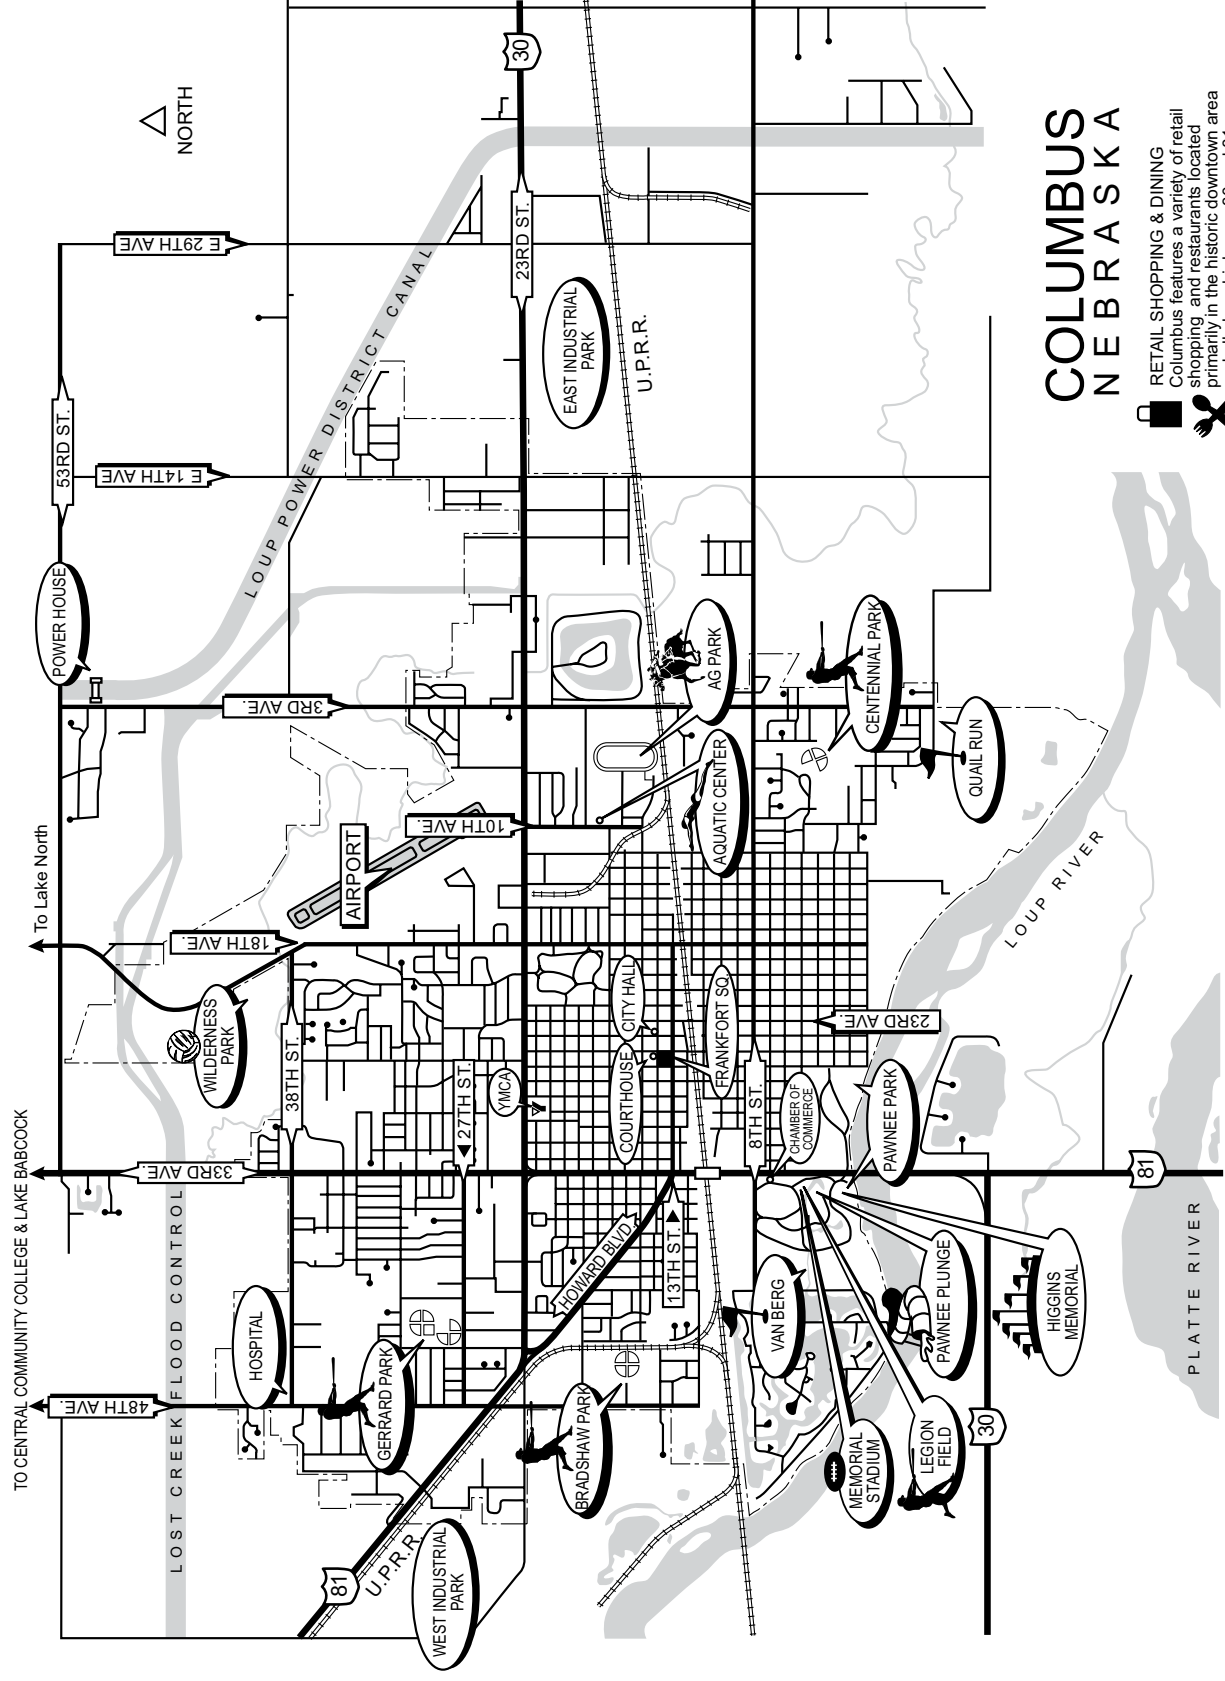 TO CENTRAL COMMUNITY COLLEGE & LAKE BABCOCK
To Lake North
NORTH
48TH AVE.
33RD AVE.
18TH AVE.
10TH AVE.
3RD AVE.
E 14TH AVE
E 29TH AVE
23RD AVE.
53RD ST.
38TH ST.
27TH ST.
23RD ST.
13TH ST.
8TH ST.
HOWARD BLVD.
LOST CREEK FLOOD CONTROL
LOUP POWER DISTRICT CANAL
LOUP RIVER
PLATTE RIVER
U.P.R.R.
U.P.R.R.
81
81
30
30
POWER HOUSE
WILDERNESS
PARK
HOSPITAL
AIRPORT
GERRARD PARK
YMCA
WEST INDUSTRIAL
PARK
EAST INDUSTRIAL
PARK
BRADSHAW PARK
COURTHOUSE
CITY HALL
FRANKFORT SQ.
AQUATIC CENTER
AG PARK
CENTENNIAL PARK
QUAIL RUN
CHAMBER OF
COMMERCE
PAWNEE PARK
VAN BERG
MEMORIAL
STADIUM
LEGION
FIELD
PAWNEE PLUNGE
HIGGINS
MEMORIAL
COLUMBUS
NEBRASKA
RETAIL SHOPPING & DINING
Columbus features a variety of retail
shopping and restaurants located
primarily in the historic downtown area